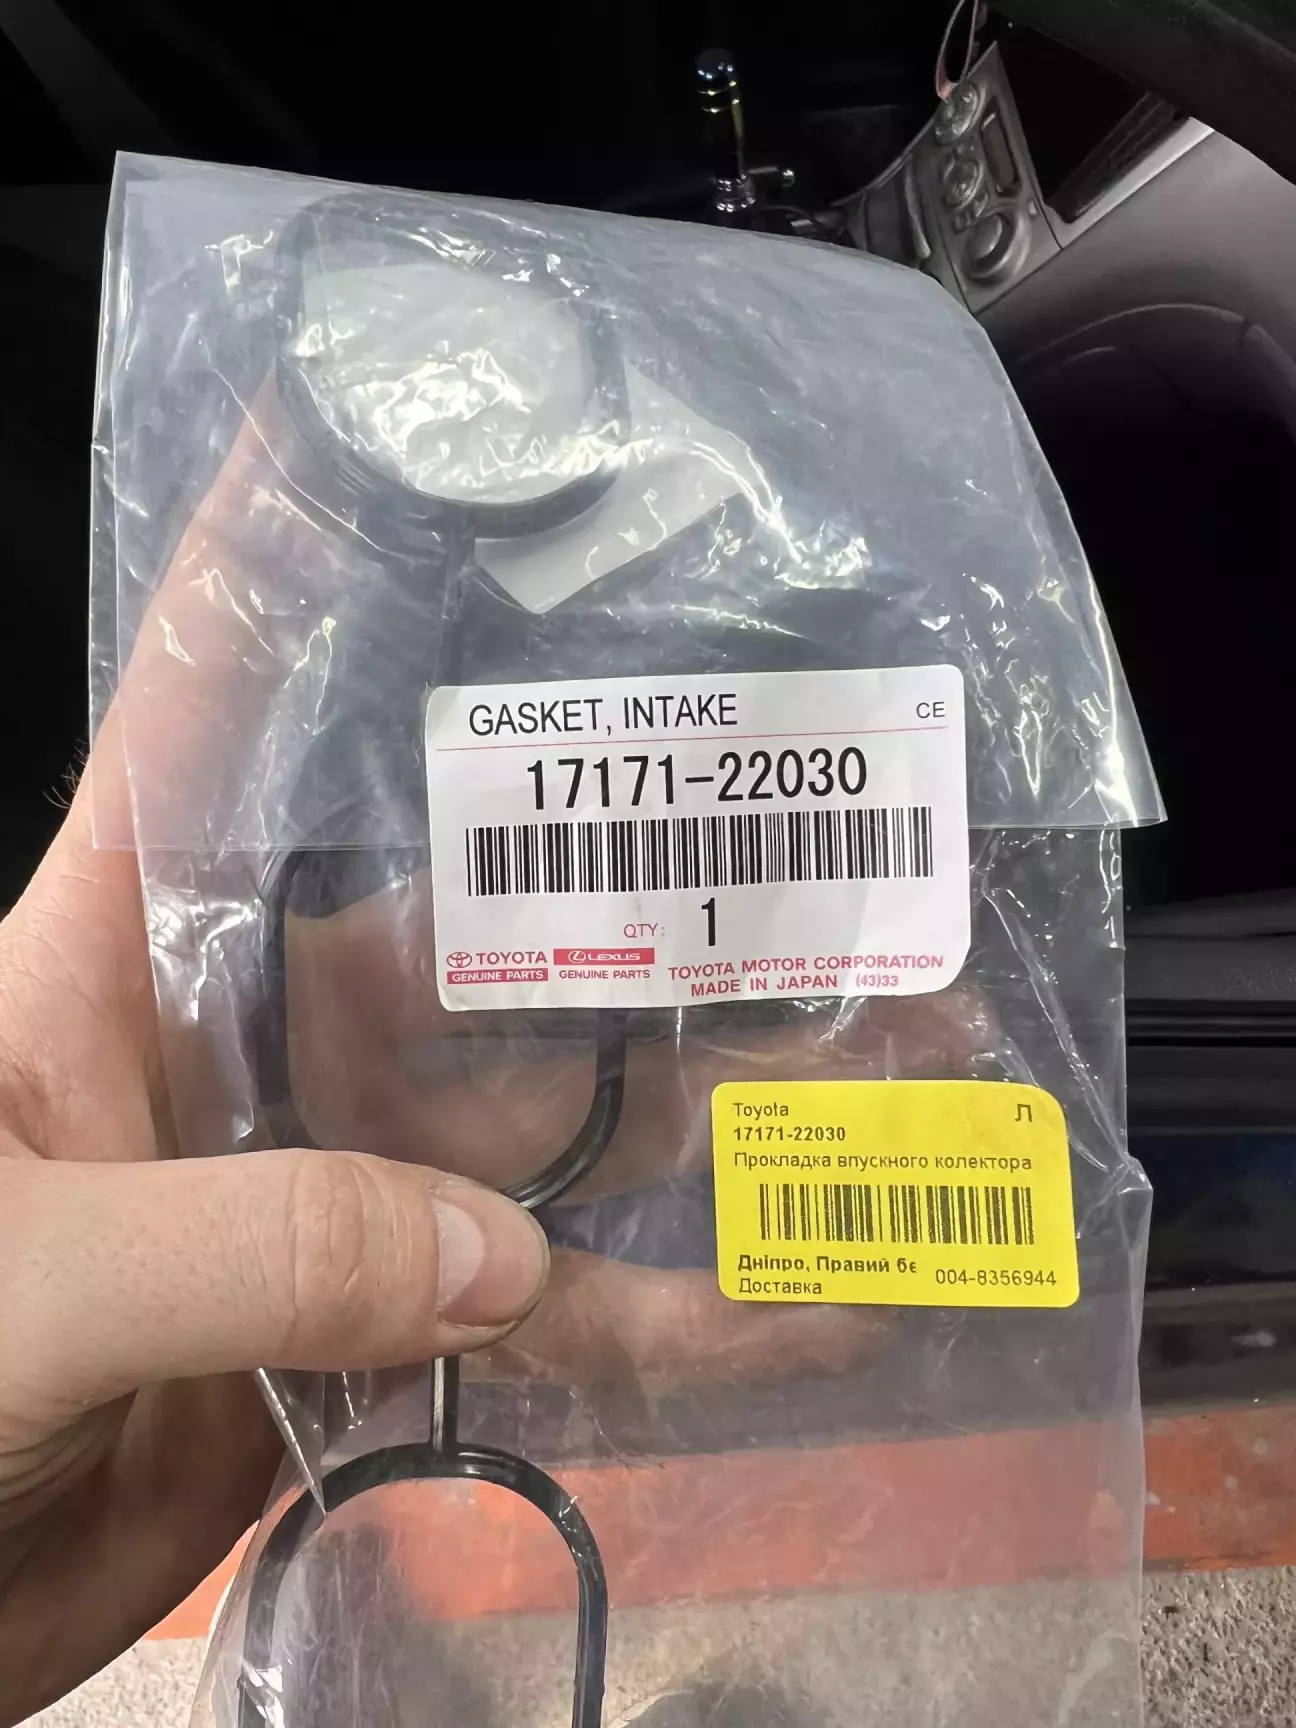 GASKET, INTAKE CE
17171-22030
QTY: 1
TOYOTA LEXUS
GENUINE PARTS GENUINE PARTS
TOYOTA MOTOR CORPORATION
MADE IN JAPAN (43)33
Toyota Л
17171-22030
Прокладка впускного колектора
Дніпро, Правий бе
Доставка 004-8356944